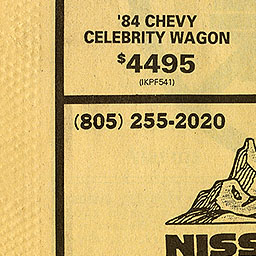 '84 CHEVY
CELEBRITY WAGON
$4495
(IKPF541)
(805) 255-2020
NISS